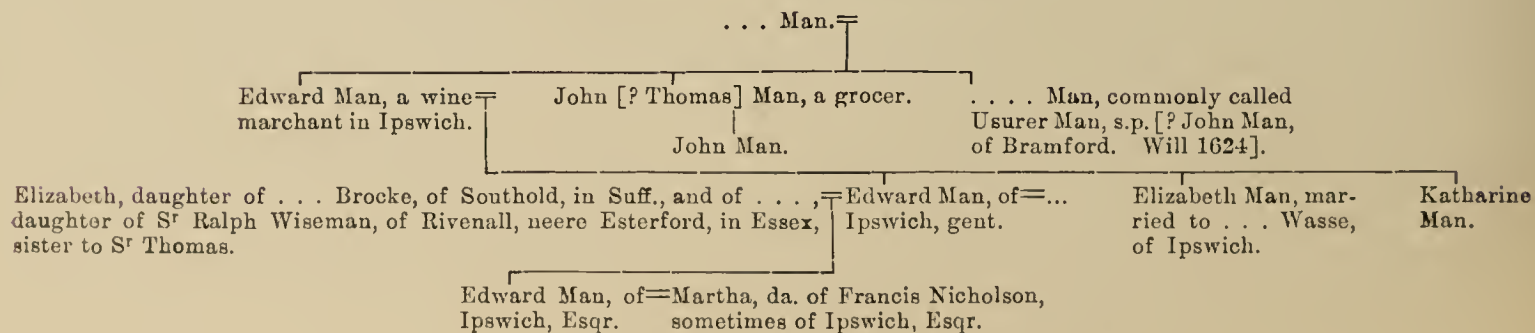 . . . Man.
Edward Man, a wine
marchant in Ipswich.
John [? Thomas] Man, a grocer.
John Man.
. . . . Man, commonly called
Usurer Man, s.p. [? John Man,
of Bramford. Will 1624].
Elizabeth, daughter of . . . Brocke, of Southold, in Suff., and of . . . ,
daughter of Sr Ralph Wiseman, of Rivenall, neere Esterford, in Essex,
sister to Sr Thomas.
Edward Man, of=...
Ipswich, gent.
Elizabeth Man, mar-
ried to . . . Wasse,
of Ipswich.
Katharine
Man.
Edward Man, of=
Ipswich, Esqr.
Martha, da. of Francis Nicholson,
sometimes of Ipswich, Esqr.